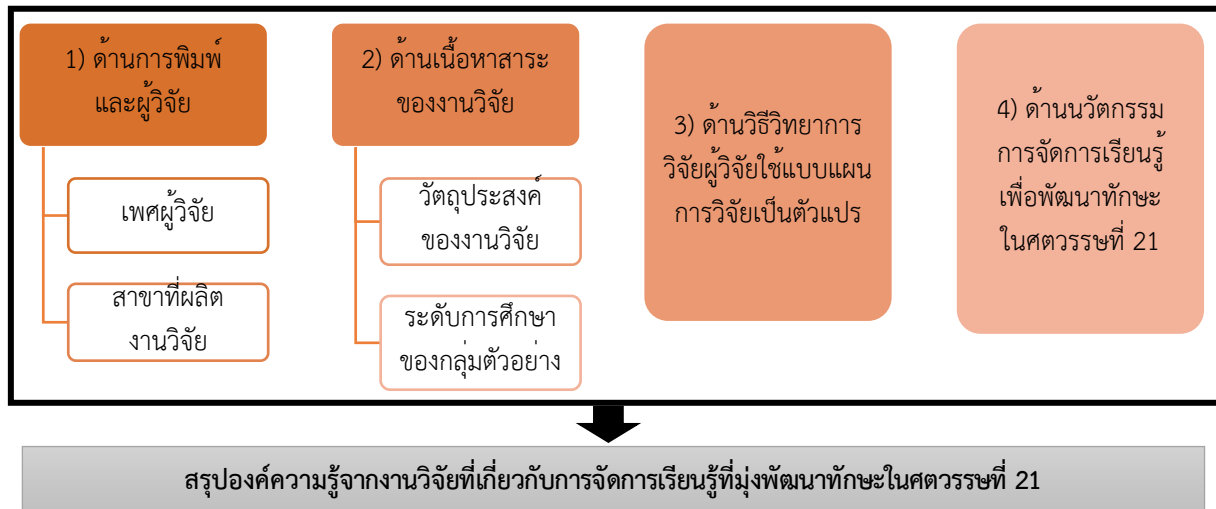 1) ด้านการพิมพ์
และผู้วิจัย
เพศผู้วิจัย
สาขาที่ผลิต
งานวิจัย
2) ด้านเนื้อหาสาระ
ของงานวิจัย
วัตถุประสงค์
ของงานวิจัย
ระดับการศึกษา
ของกลุ่มตัวอย่าง
3) ด้านวิธีวิทยาการ
วิจัยผู้วิจัยใช้แบบแผน
การวิจัยเป็นตัวแปร
4) ด้านนวัตกรรม
การจัดการเรียนรู้
เพื่อพัฒนาทักษะ
ในศตวรรษที่ 21
สรุปองค์ความรู้จากงานวิจัยที่เกี่ยวกับการจัดการเรียนรู้ที่มุ่งพัฒนาทักษะในศตวรรษที่ 21